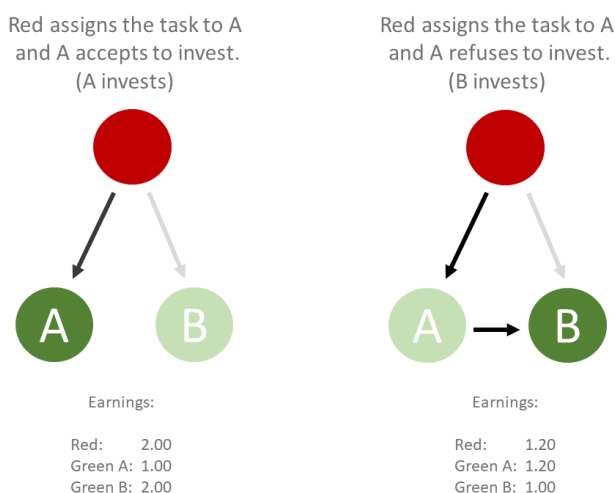 Red assigns the task to A
and A accepts to invest.
(A invests)
A
B
Earnings:
Red: 2.00
Green A: 1.00
Green B: 2.00
Red assigns the task to A
and A refuses to invest.
(B invests)
A
B
Earnings:
Red: 1.20
Green A: 1.20
Green B: 1.00